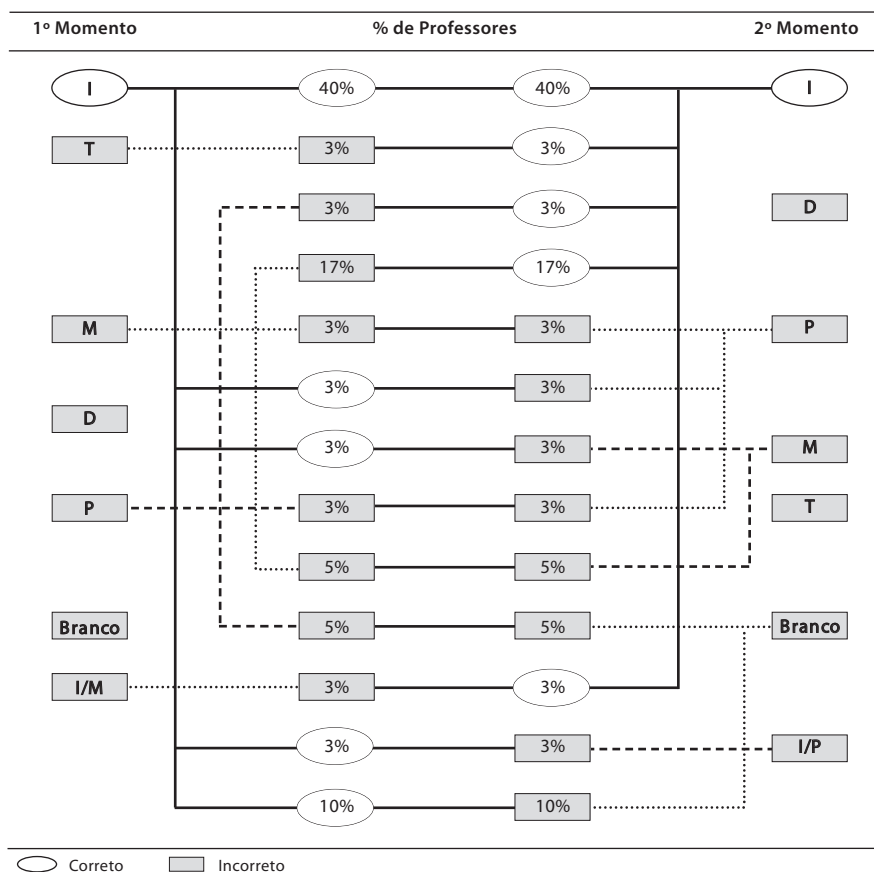 1º Momento % de Professores 2º Momento
I 40% 40% I
T 3% 3%
3% 3% D
17% 17%
M 3% 3% P
3% 3%
D
3% 3% M
P 3% 3% T
5% 5%
Branco 5% 5% Branco
I/M 3% 3%
3% 3% I/P
10% 10%
Correto Incorreto